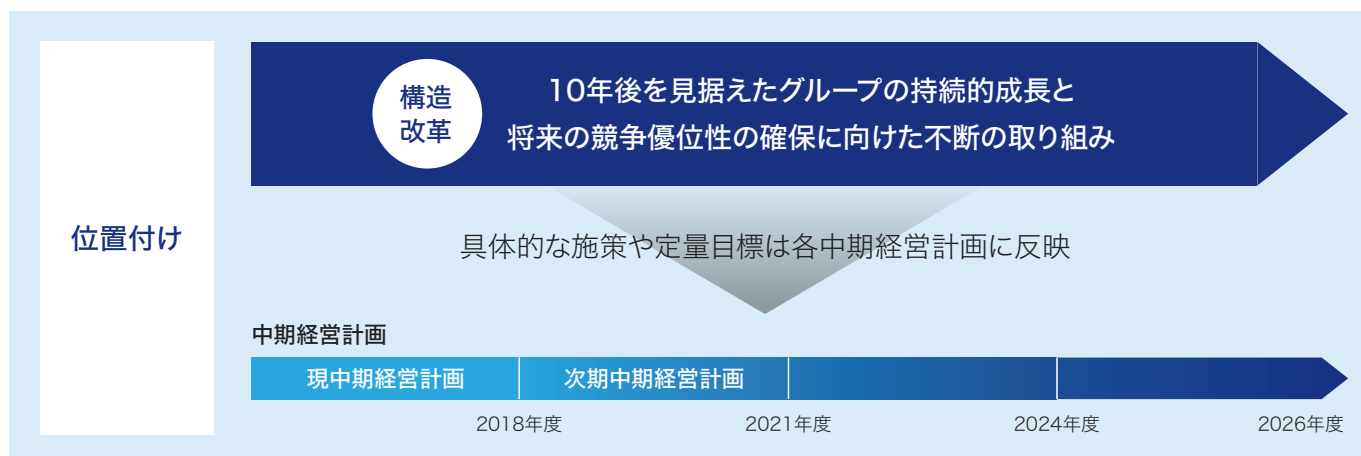 位置付け
構造
改革
10年後を見据えたグループの持続的成長と
将来の競争優位性の確保に向けた不断の取り組み
具体的な施策や定量目標は各中期経営計画に反映
中期経営計画
現中期経営計画
次期中期経営計画
2018年度
2021年度
2024年度
2026年度